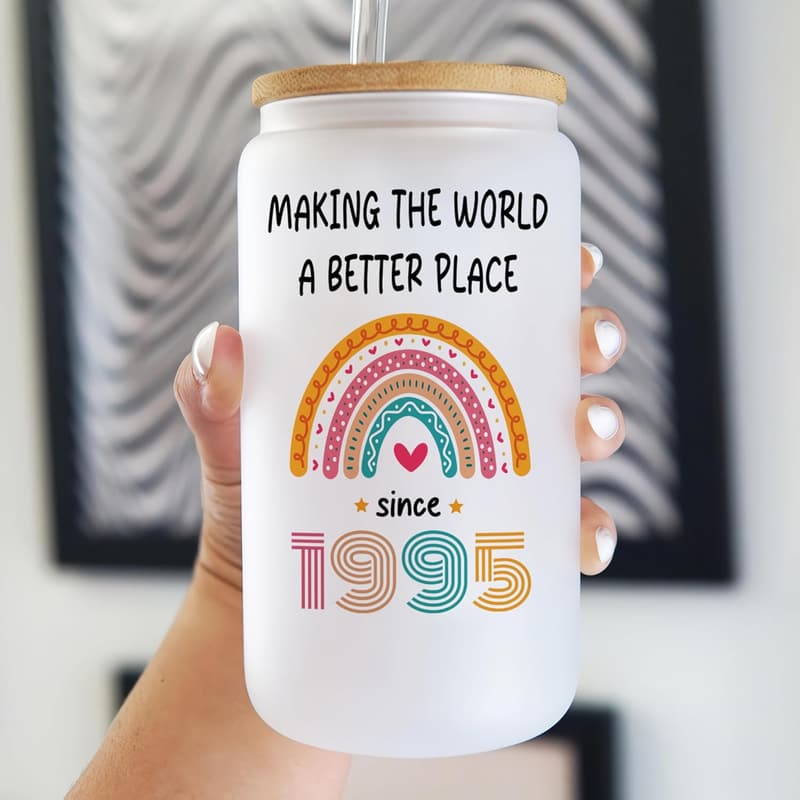 MAKING THE WORLD
A BETTER PLACE
since
1995